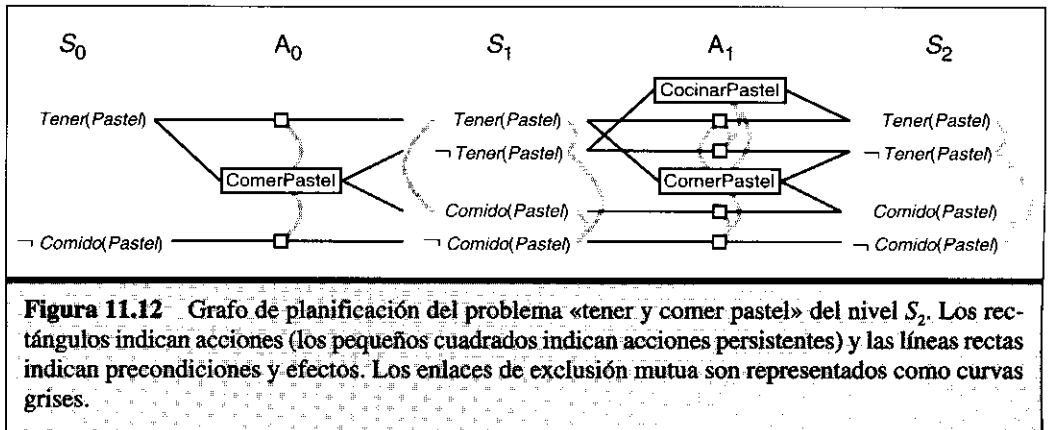 S0 A0 S1 A1 S2
CocinarPastel
Tener(Pastel) Tener(Pastel) Tener(Pastel)
¬ Tener(Pastel) ¬ Tener(Pastel)
ComerPastel ComerPastel
Comido(Pastel) Comido(Pastel)
¬ Comido(Pastel) ¬ Comido(Pastel) ¬ Comido(Pastel)
Figura 11.12 Grafo de planificación del problema «tener y comer pastel» del nivel S2. Los rec-
tángulos indican acciones (los pequeños cuadrados indican acciones persistentes) y las líneas rectas
indican precondiciones y efectos. Los enlaces de exclusión mutua son representados como curvas
grises.